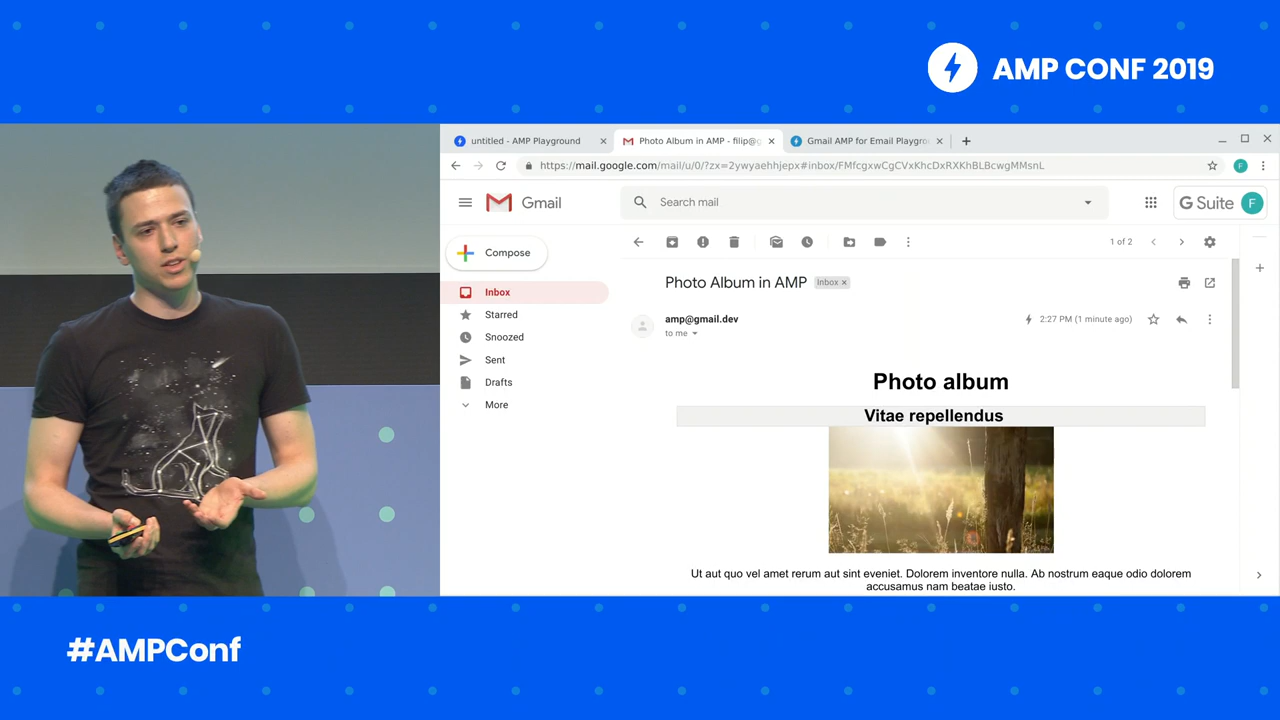 AMP CONF 2019
untitled - AMP Playground
Photo Album in AMP - filip@g
Gmail AMP for Email Playgro
https://mail.google.com/mail/u/0/?zx=2ywyaehhjepx#inbox/FMfcgxwCgCVxKhcDxRXKhBLBcwgMMsnL
F
Gmail
Search mail
G Suite
F
Compose
1 of 2
Inbox
Starred
Snoozed
Sent
Drafts
More
Photo Album in AMP
Inbox
amp@gmail.dev
2:27 PM (1 minute ago)
to me
Photo album
Vitae repellendus
Ut aut quo vel amet rerum aut sint eveniet. Dolorem inventore nulla. Ab nostrum eaque odio dolorem
accusamus nam beatae iusto.
#AMPConf